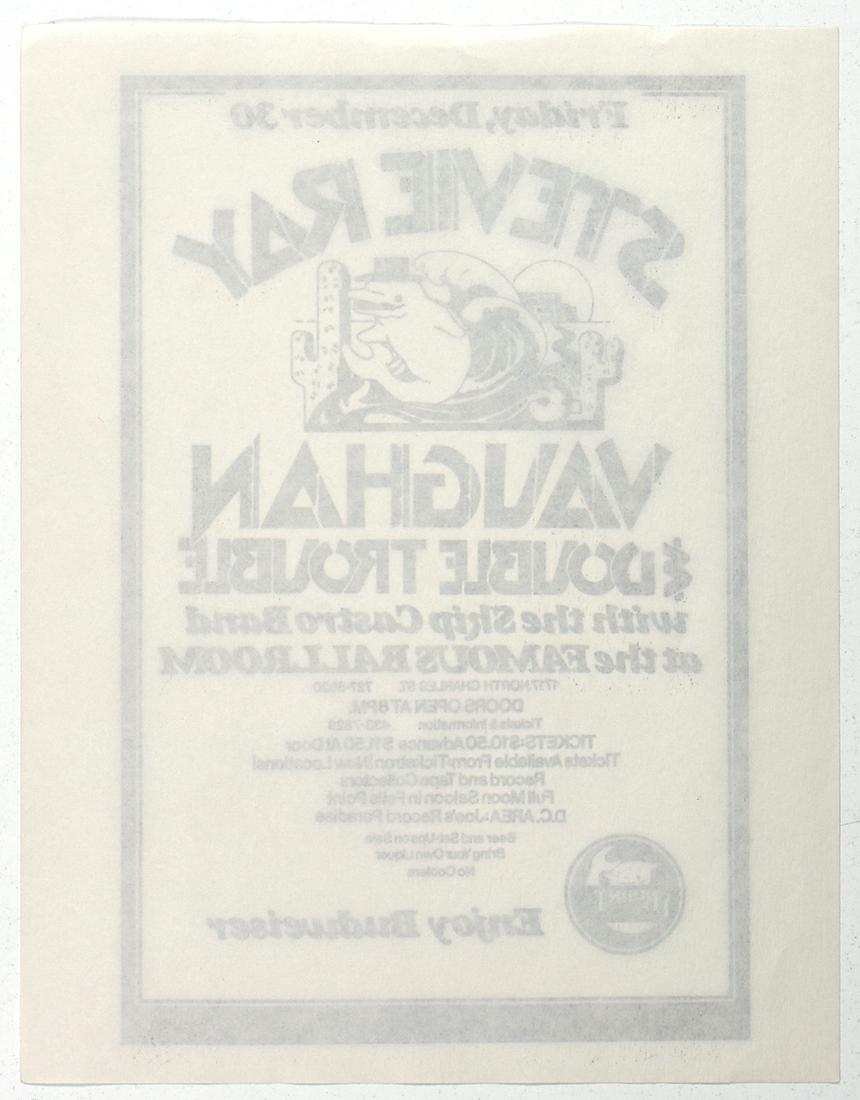 Friday, December 30
STEVIE RAY
VAUGHAN
& DOUBLE TROUBLE
with the Skip Castro Band
at the FAMOUS BALLROOM
1717 NORTH CHARLES ST. 727-
DOORS OPEN AT 8PM.
Tickets & Information
TICKETS: $10.50 Advance $11.50 At Door
Tickets Available From: Ticketron (New Locations)
Record and Tape Collectors
Full Moon Saloon in Fells Point
D.C. AREA: Joe's Record Paradise
Beer and Set-Ups on Sale
Bring Your Own Liquor
No Coolers
Enjoy Budweiser